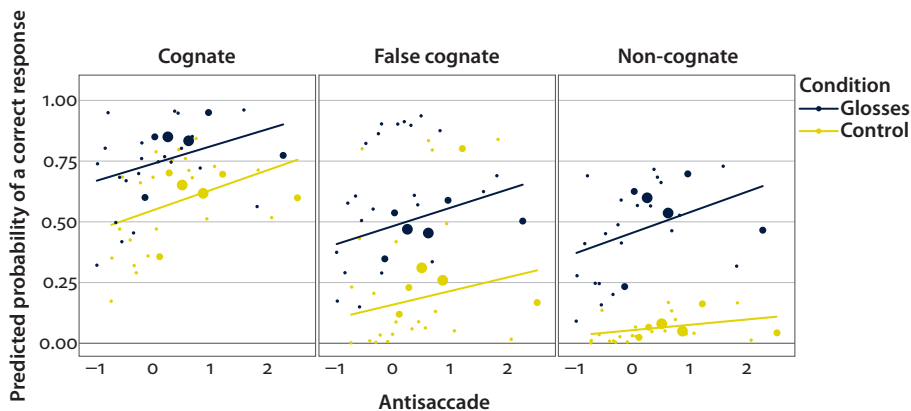 Predicted probability of a correct response
Cognate
False cognate
Non-cognate
Condition
Glosses
Control
1.00
0.75
0.50
0.25
0.00
−1 0 1 2
−1 0 1 2
−1 0 1 2
Antisaccade